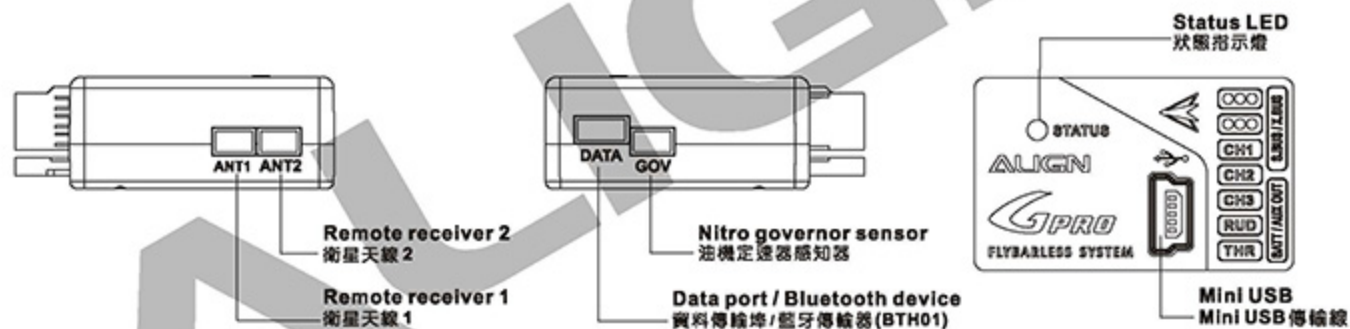 Status LED
狀態指示燈
ANT1 ANT2
DATA
GOV
STATUS
ALIGN
GPRO
FLYBARLESS SYSTEM
CH1
CH2
CH3
RUD
THR
S.BUS / X.BUS
BATT / AUX OUT
Remote receiver 2
衛星天線 2
Remote receiver 1
衛星天線 1
Nitro governor sensor
油機定速器感知器
Data port / Bluetooth device
資料傳輸埠/藍牙傳輸器(BTH01)
Mini USB
Mini USB傳輸線
ALIGN